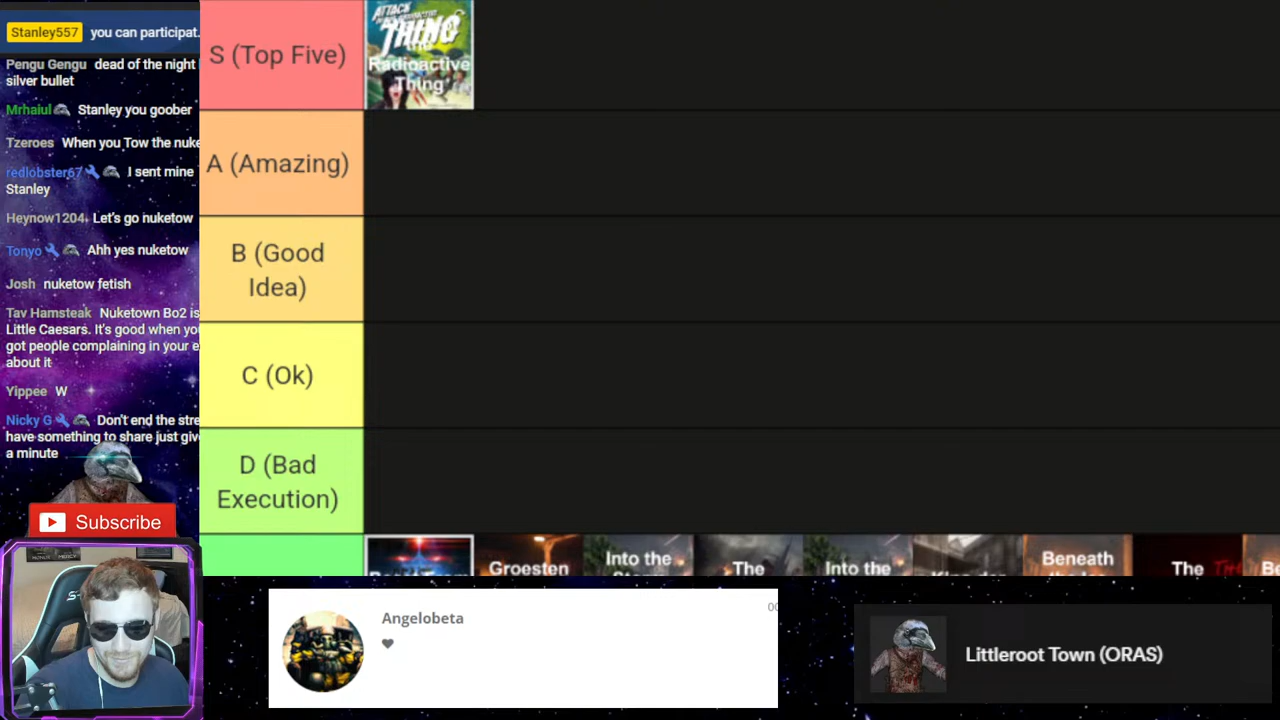 Stanley557 you can participat.
Pengu Gengu dead of the night
silver bullet
Mrhaiul Stanley you goober
Tzeroes When you Tow the nuke
redlobster67 I sent mine
Stanley
Heynow1204 Let's go nuketow
Tonyo Ahh yes nuketow
Josh nuketow fetish
Tav Hamsteak Nuketown Bo2 is
Little Caesars. It's good when you
got people complaining in your e
about it
Yippee W
Nicky G Don't end the stre
have something to share just giv
a minute
Subscribe
S (Top Five)
ATTACK
THING
the
Radioactive
Thing
A (Amazing)
B (Good
Idea)
C (Ok)
D (Bad
Execution)
Groesten
Into the
The
Into the
Beneath
The
Angelobeta
00
❤
Littleroot Town (ORAS)